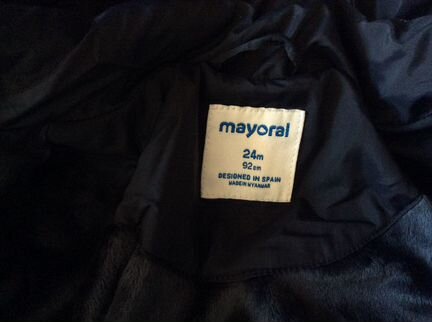 mayoral
24m
92cm
DESIGNED IN SPAIN
MADE IN MYANMAR